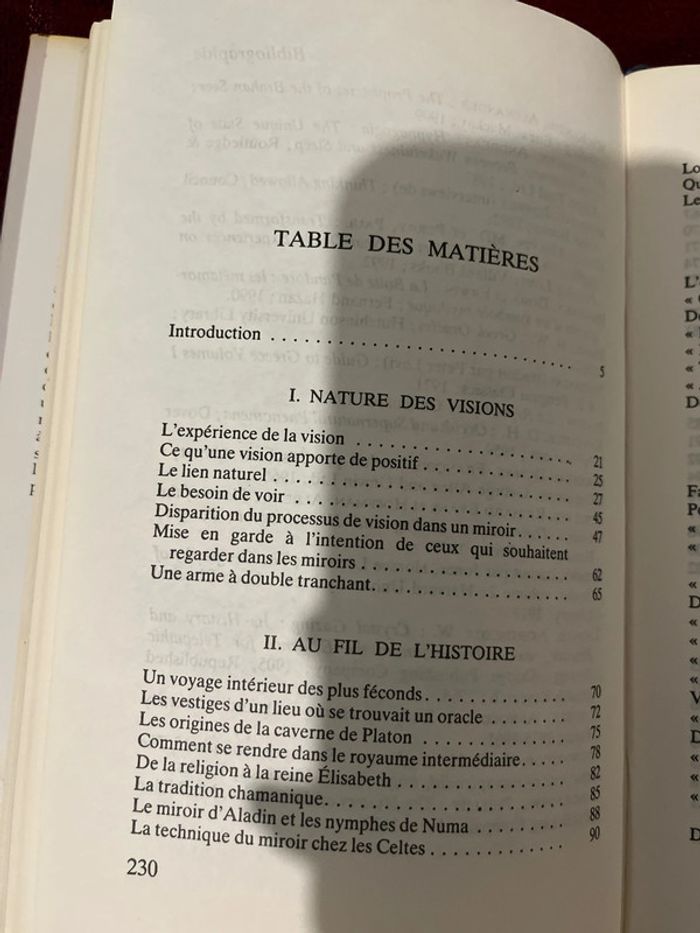 TABLE DES MATIÈRES
Introduction . . . . . . . . . . . . . . . . . . . . . . . . . . . . 5
I. NATURE DES VISIONS
L'expérience de la vision . . . . . . . . . . . . . . . . . . . 21
Ce qu'une vision apporte de positif . . . . . . . . . . . . . 25
Le lien naturel . . . . . . . . . . . . . . . . . . . . . . . . . . 27
Le besoin de voir . . . . . . . . . . . . . . . . . . . . . . . . 45
Disparition du processus de vision dans un miroir . . . . . . 47
Mise en garde à l'intention de ceux qui souhaitent
regarder dans les miroirs . . . . . . . . . . . . . . . . . . 62
Une arme à double tranchant . . . . . . . . . . . . . . . . . 65
II. AU FIL DE L'HISTOIRE
Un voyage intérieur des plus féconds . . . . . . . . . . . . 70
Les vestiges d'un lieu où se trouvait un oracle . . . . . . . 72
Les origines de la caverne de Platon . . . . . . . . . . . . 75
Comment se rendre dans le royaume intermédiaire . . . . . 78
De la religion à la reine Élisabeth . . . . . . . . . . . . . . 82
La tradition chamanique . . . . . . . . . . . . . . . . . . . . 85
Le miroir d'Aladin et les nymphes de Numa . . . . . . . . . 88
La technique du miroir chez les Celtes . . . . . . . . . . . . 90
230